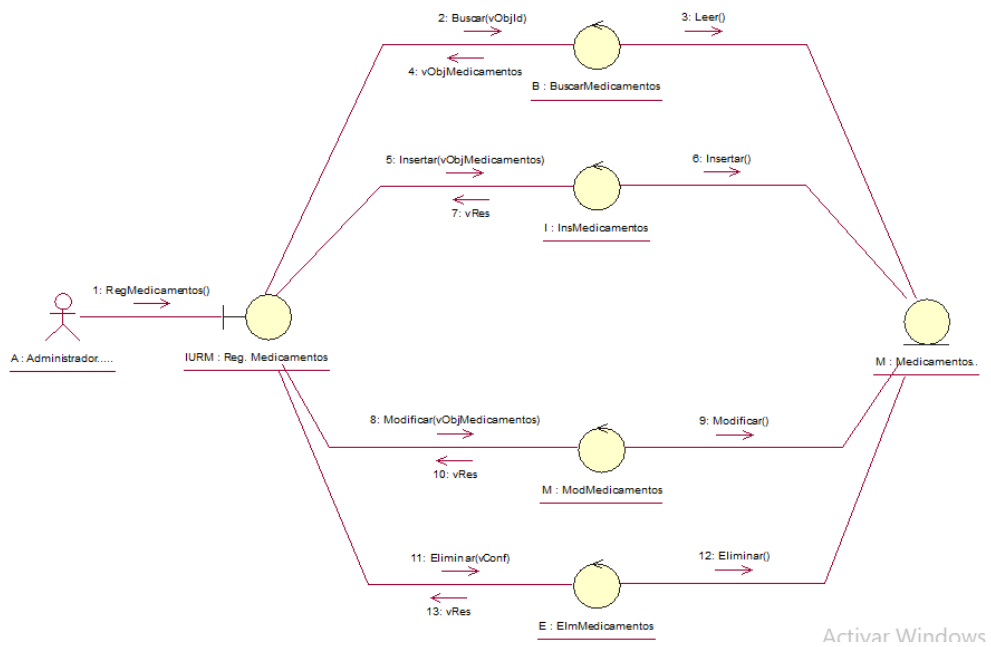 2: Buscar(vObjId)
3: Leer()
4: vObjMedicamentos
B : BuscarMedicamentos
5: Insertar(vObjMedicamentos)
6: Insertar()
7: vRes
I : InsMedicamentos
1: RegMedicamentos()
A : Administrador.....
IURM : Reg. Medicamentos
M : Medicamentos..
8: Modificar(vObjMedicamentos)
9: Modificar()
10: vRes
M : ModMedicamentos
11: Eliminar(vConf)
12: Eliminar()
13: vRes
E : ElmMedicamentos
Activar Windows